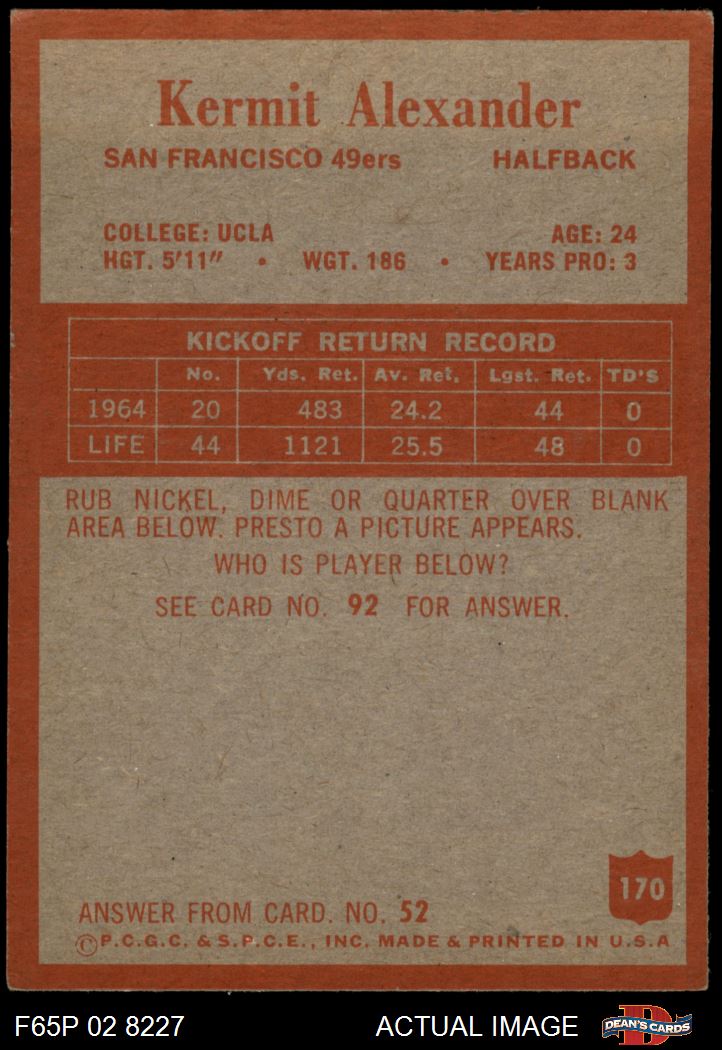 Kermit Alexander
SAN FRANCISCO 49ers HALFBACK
COLLEGE: UCLA AGE: 24
HGT. 5'11" • WGT. 186 • YEARS PRO: 3
KICKOFF RETURN RECORD
No. Yds. Ret. Av. Ret. Lgst. Ret. TD'S
1964 20 483 24.2 44 0
LIFE 44 1121 25.5 48 0
RUB NICKEL, DIME OR QUARTER OVER BLANK
AREA BELOW. PRESTO A PICTURE APPEARS.
WHO IS PLAYER BELOW?
SEE CARD NO. 92 FOR ANSWER.
170
ANSWER FROM CARD. NO. 52
©P.C.G.C. & S.P.C.E., INC. MADE & PRINTED IN U.S.A
F65P 02 8227 ACTUAL IMAGE D DEAN'S CARDS